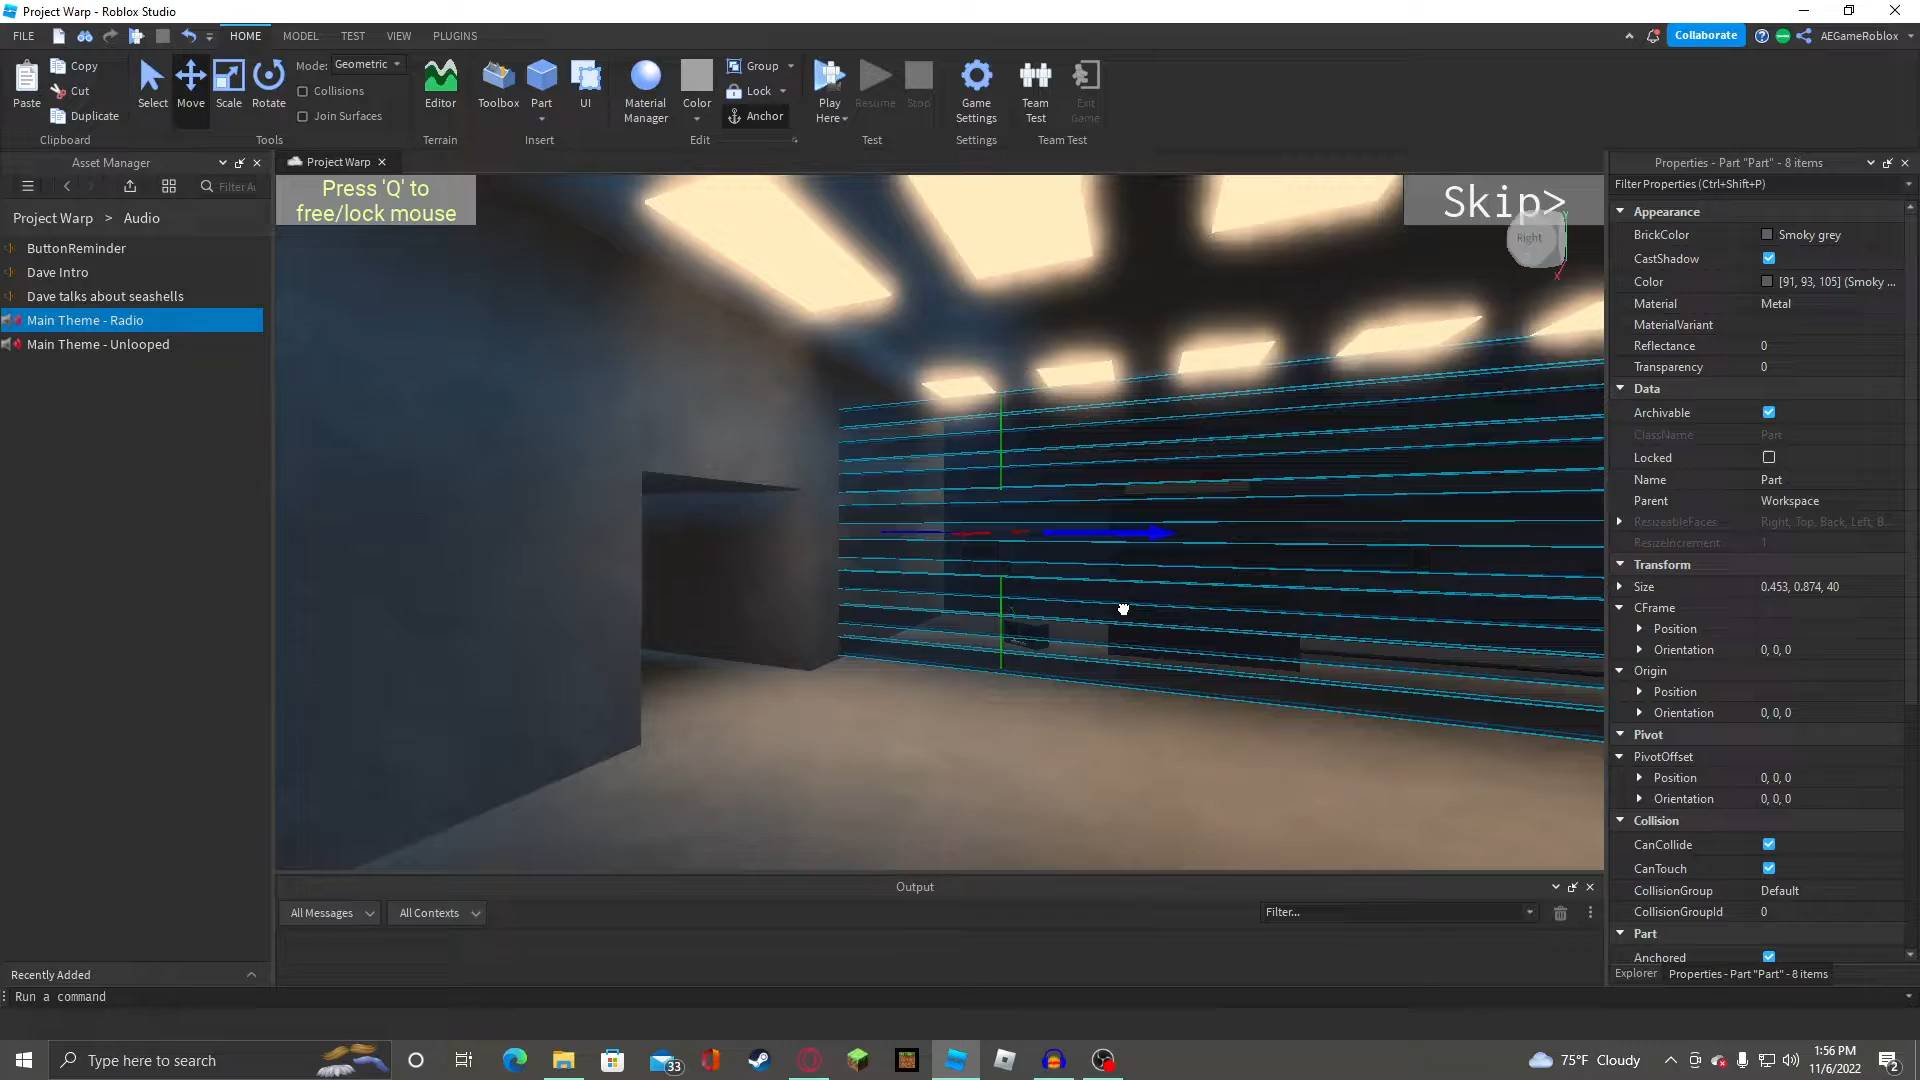 Project Warp - Roblox Studio
FILE
HOME
MODEL
TEST
VIEW
PLUGINS
Collaborate
AEGameRoblox
Paste
Copy
Cut
Duplicate
Clipboard
Select
Move
Scale
Rotate
Mode:
Geometric
Collisions
Join Surfaces
Tools
Editor
Terrain
Toolbox
Part
UI
Insert
Material
Manager
Color
Group
Lock
Anchor
Edit
Play
Here
Resume
Stop
Test
Game
Settings
Settings
Team
Test
Exit
Game
Team Test
Asset Manager
Filter
Project Warp > Audio
ButtonReminder
Dave Intro
Dave talks about seashells
Main Theme - Radio
Main Theme - Unlooped
Recently Added
Run a command
Project Warp
Press 'Q' to
free/lock mouse
Skip>
Right
Output
All Messages
All Contexts
Filter...
Properties - Part "Part" - 8 items
Filter Properties (Ctrl+Shift+P)
Appearance
BrickColor Smoky grey
CastShadow
Color [91, 93, 105] (Smoky ...
Material Metal
MaterialVariant
Reflectance 0
Transparency 0
Data
Archivable
ClassName Part
Locked
Name Part
Parent Workspace
ResizeableFaces Right, Top, Back, Left, B...
ResizeIncrement 1
Transform
Size 0.453, 0.874, 40
CFrame
Position
Orientation 0, 0, 0
Origin
Position
Orientation 0, 0, 0
Pivot
PivotOffset
Position 0, 0, 0
Orientation 0, 0, 0
Collision
CanCollide
CanTouch
CollisionGroup Default
CollisionGroupId 0
Part
Anchored
Explorer
Properties - Part "Part" - 8 items
Type here to search
33
75°F Cloudy
1:56 PM
11/6/2022
2